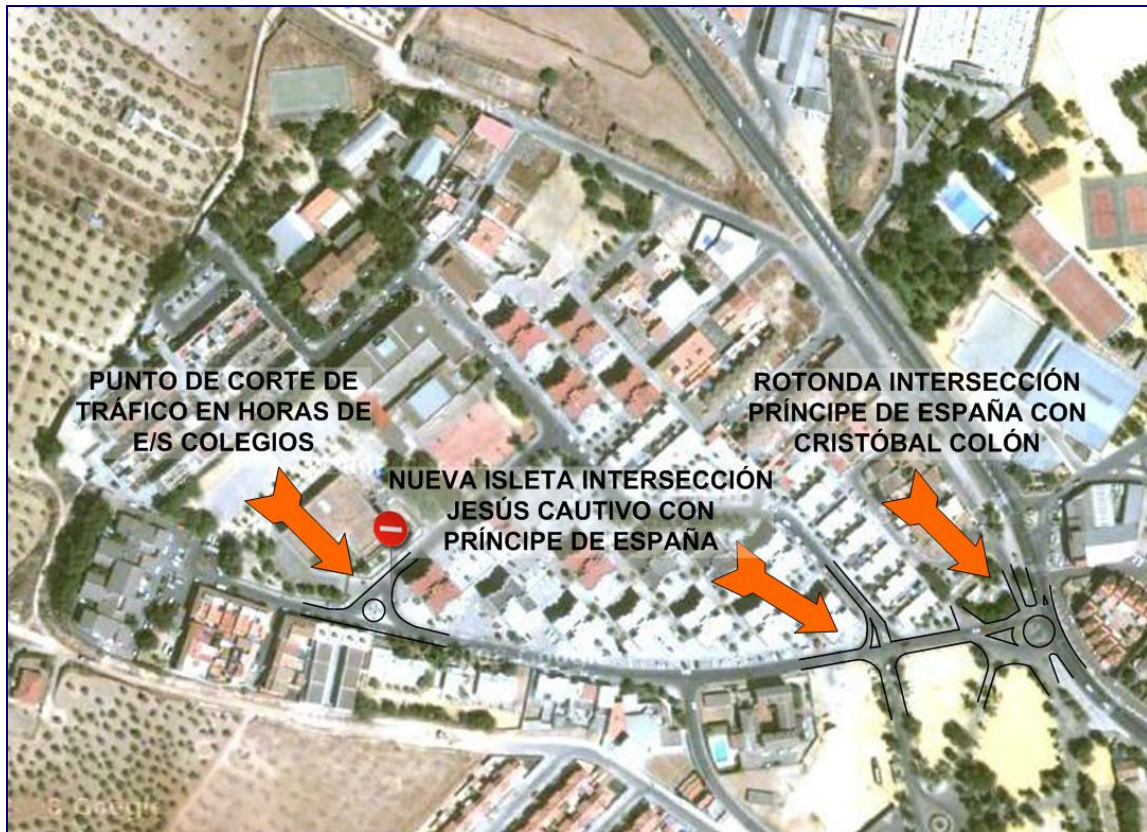 PUNTO DE CORTE DE
TRÁFICO EN HORAS DE
E/S COLEGIOS
NUEVA ISLETA INTERSECCIÓN
JESÚS CAUTIVO CON
PRÍNCIPE DE ESPAÑA
ROTONDA INTERSECCIÓN
PRÍNCIPE DE ESPAÑA CON
CRISTÓBAL COLÓN